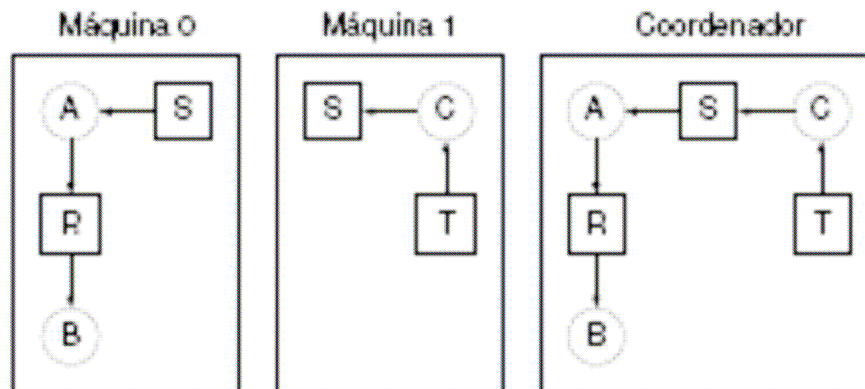 Máquina 0 Máquina 1 Coordenador
A S S C A S C
R T R T
B B